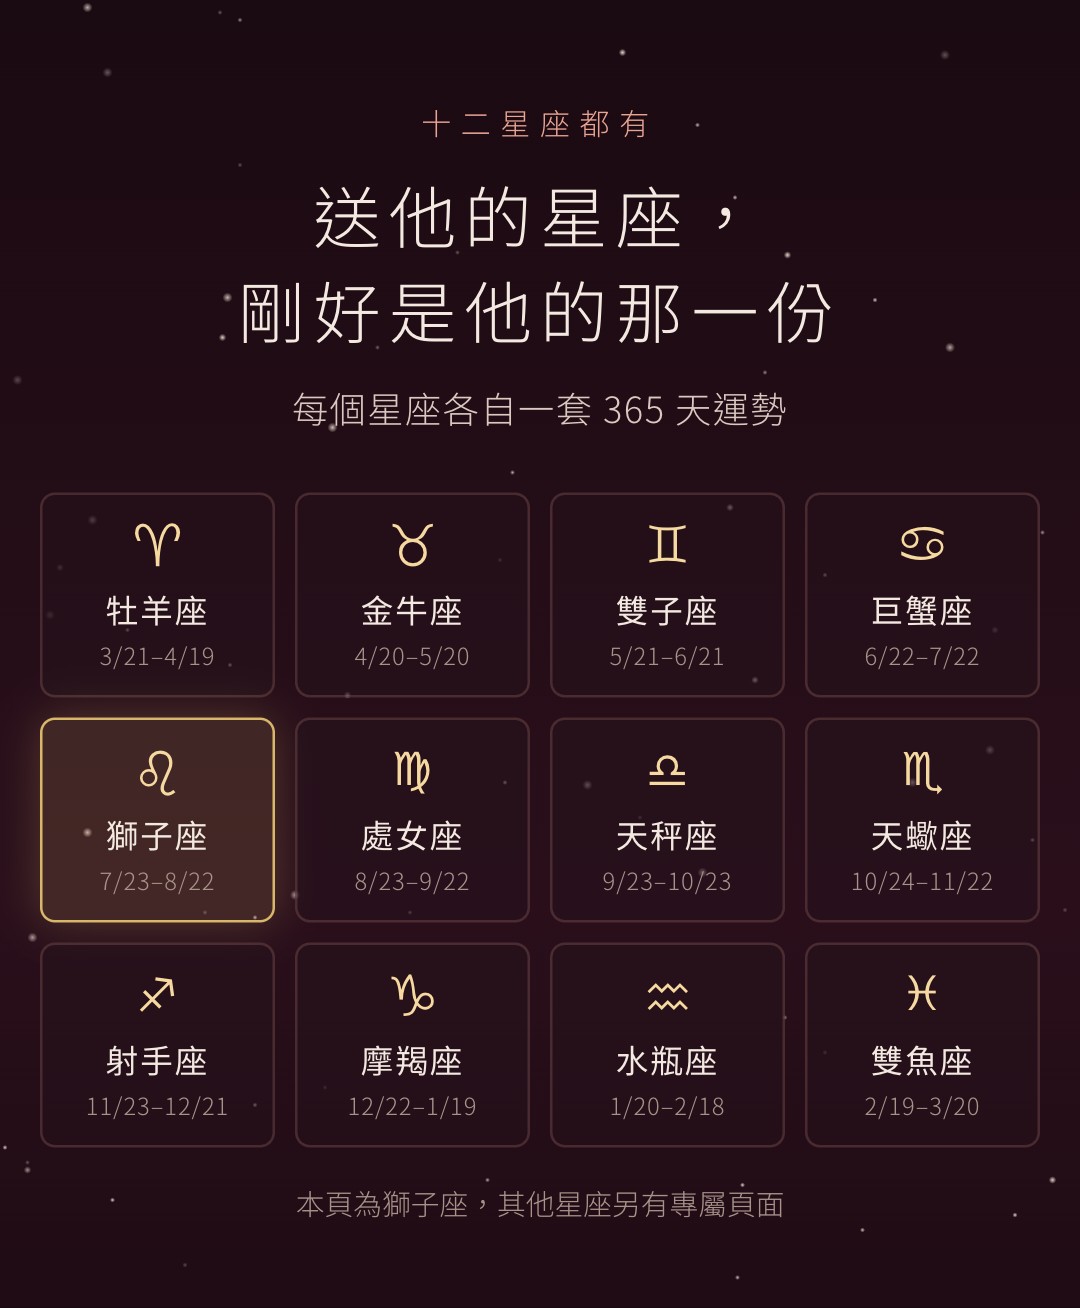 十二星座都有
送他的星座，
剛好是他的那一份
每個星座各自一套 365 天運勢
♈
牡羊座
3/21–4/19
♉
金牛座
4/20–5/20
♊
雙子座
5/21–6/21
♋
巨蟹座
6/22–7/22
♌
獅子座
7/23–8/22
♍
處女座
8/23–9/22
♎
天秤座
9/23–10/23
♏
天蠍座
10/24–11/22
♐
射手座
11/23–12/21
♑
摩羯座
12/22–1/19
♒
水瓶座
1/20–2/18
♓
雙魚座
2/19–3/20
本頁為獅子座，其他星座另有專屬頁面